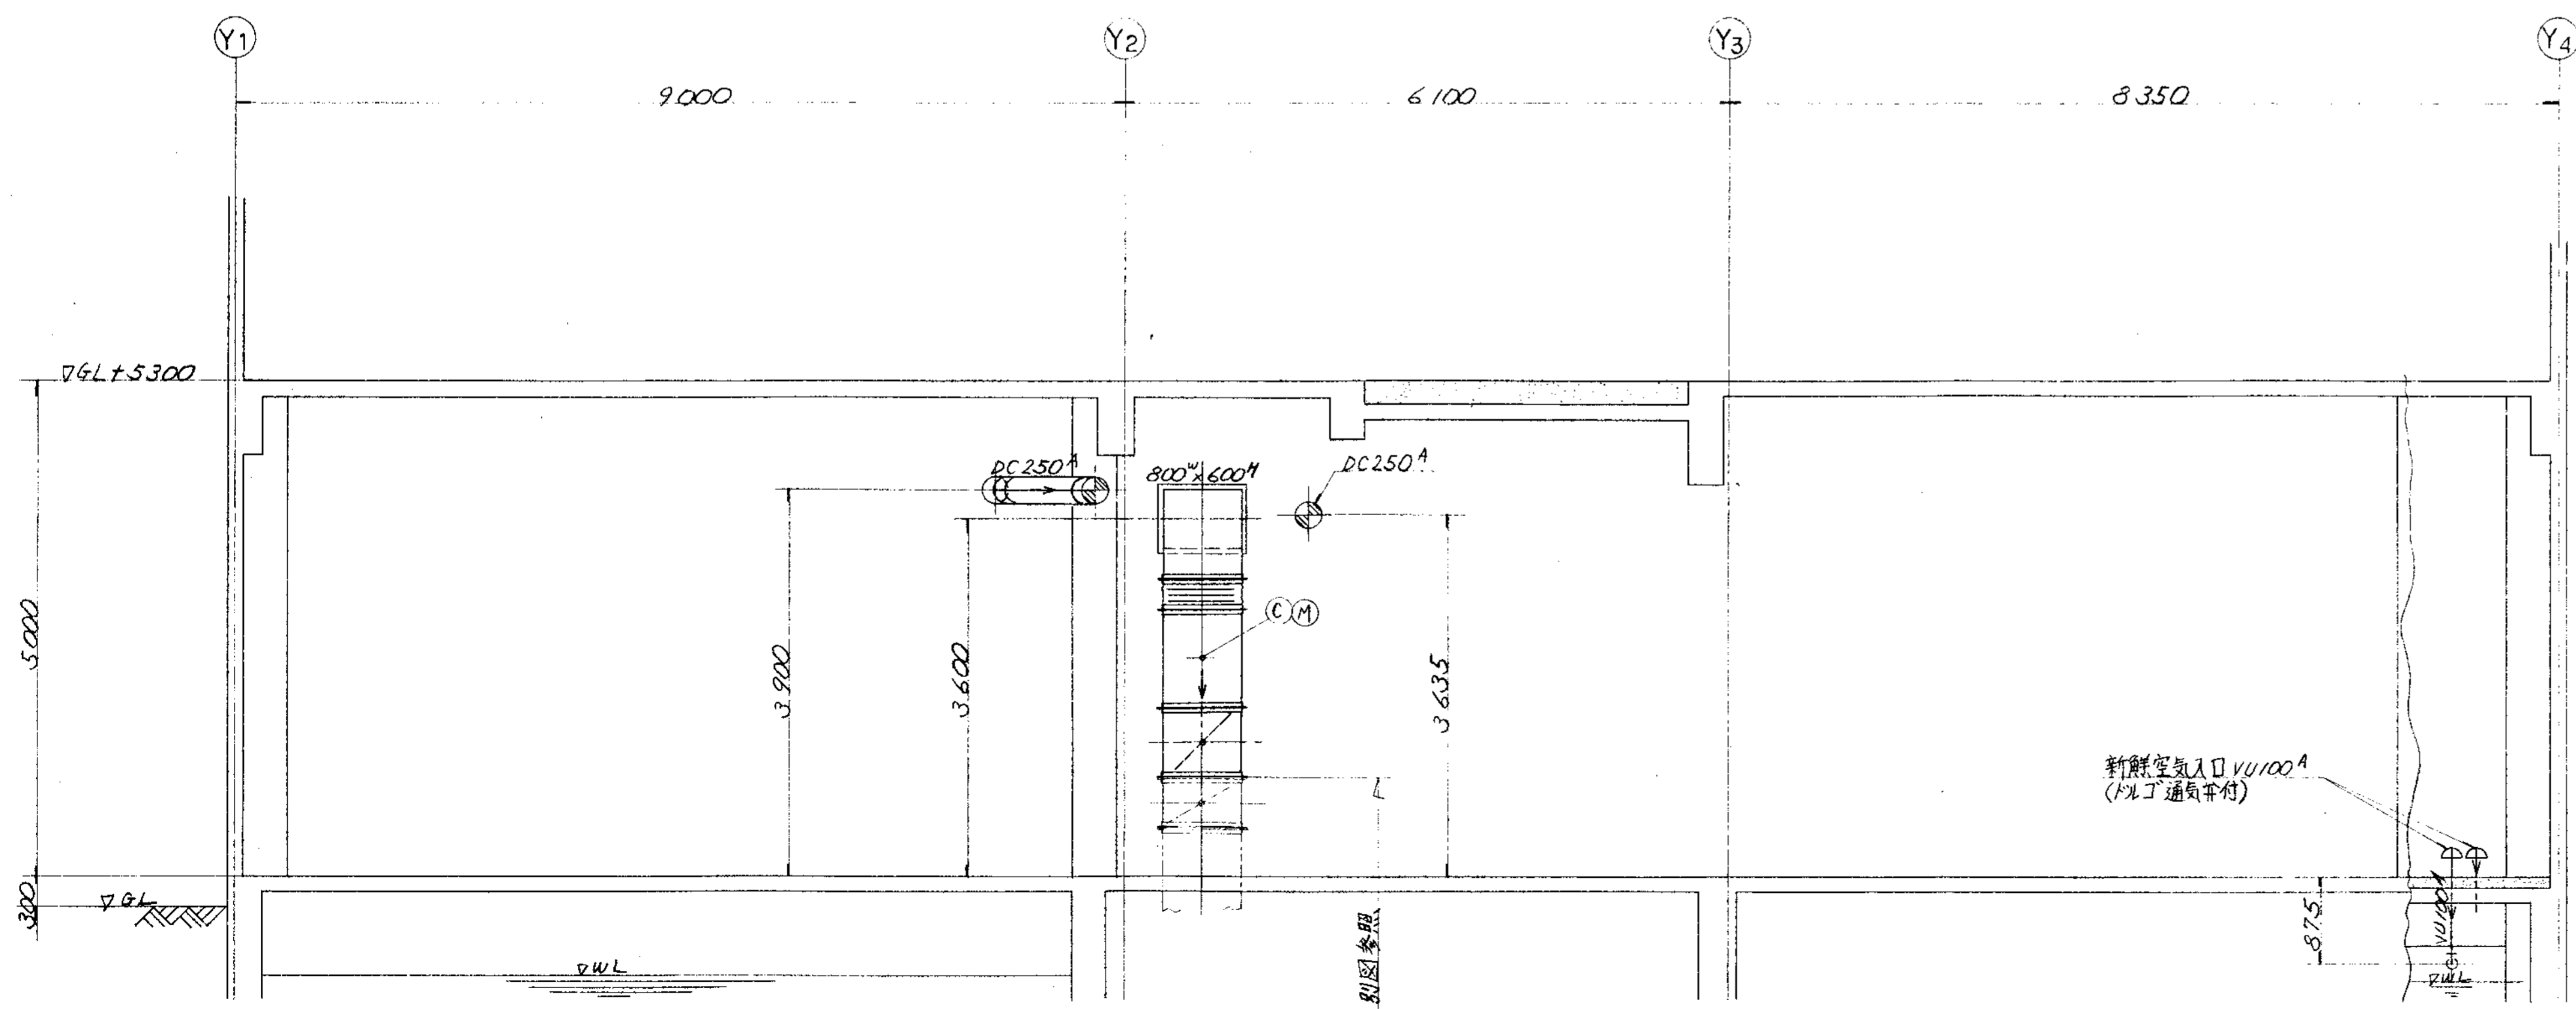 Y1
Y2
Y3
Y4
9000
6100
8350
▽GL+5300
DC250A
800W×600H
DC250A
C M
5000
3900
3600
3635
新鮮空気入口 VU100A
(ドルゴ通気弁付)
300
▽GL
875
VU100A
▽WL
別図参照
▽WL